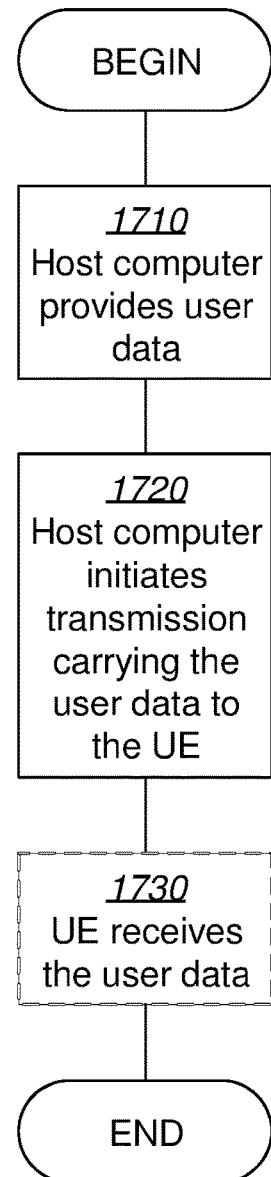 BEGIN
1710
Host computer
provides user
data
1720
Host computer
initiates
transmission
carrying the
user data to
the UE
1730
UE receives
the user data
END